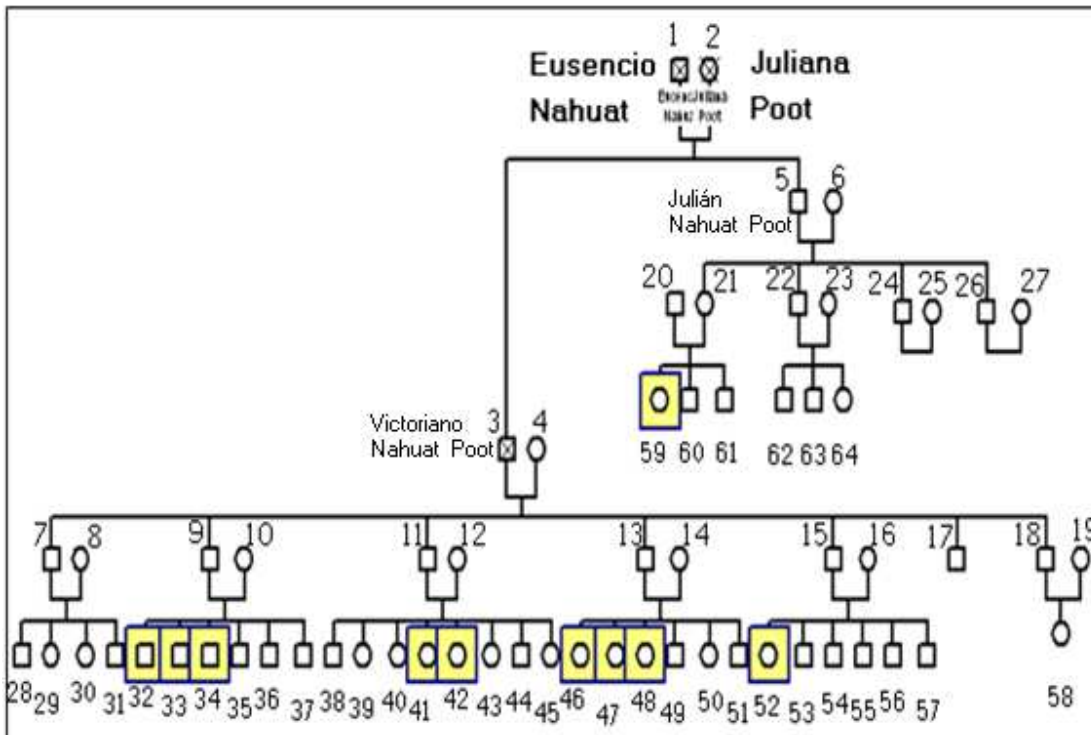 1 2
Eusencio Juliana
Nahuat Poot
5 6
Julián
Nahuat Poot
20 21 22 23 24 25 26 27
59 60 61 62 63 64
Victoriano 3 4
Nahuat Poot
7 8 9 10 11 12 13 14 15 16 17 18 19
28 29 30 31 32 33 34 35 36 37 38 39 40 41 42 43 44 45 46 47 48 49 50 51 52 53 54 55 56 57 58